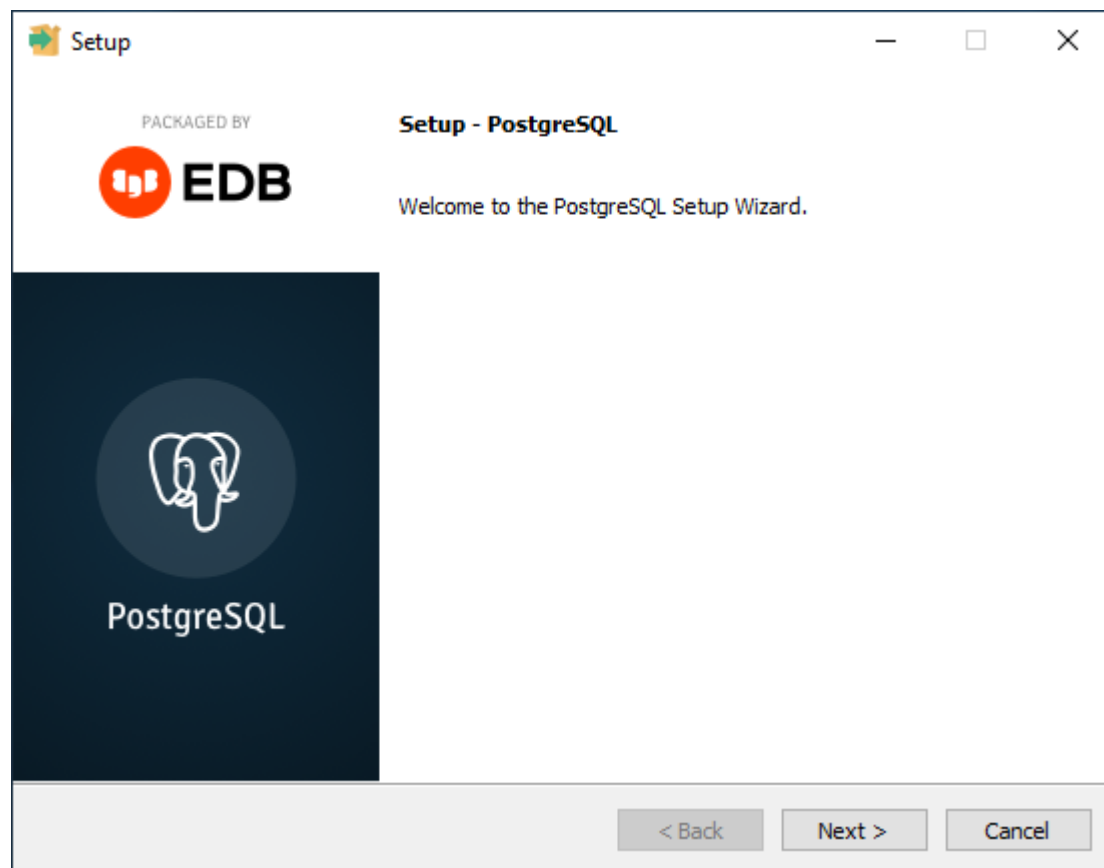 Setup
PACKAGED BY
EDB
Setup - PostgreSQL
Welcome to the PostgreSQL Setup Wizard.
PostgreSQL
< Back
Next >
Cancel